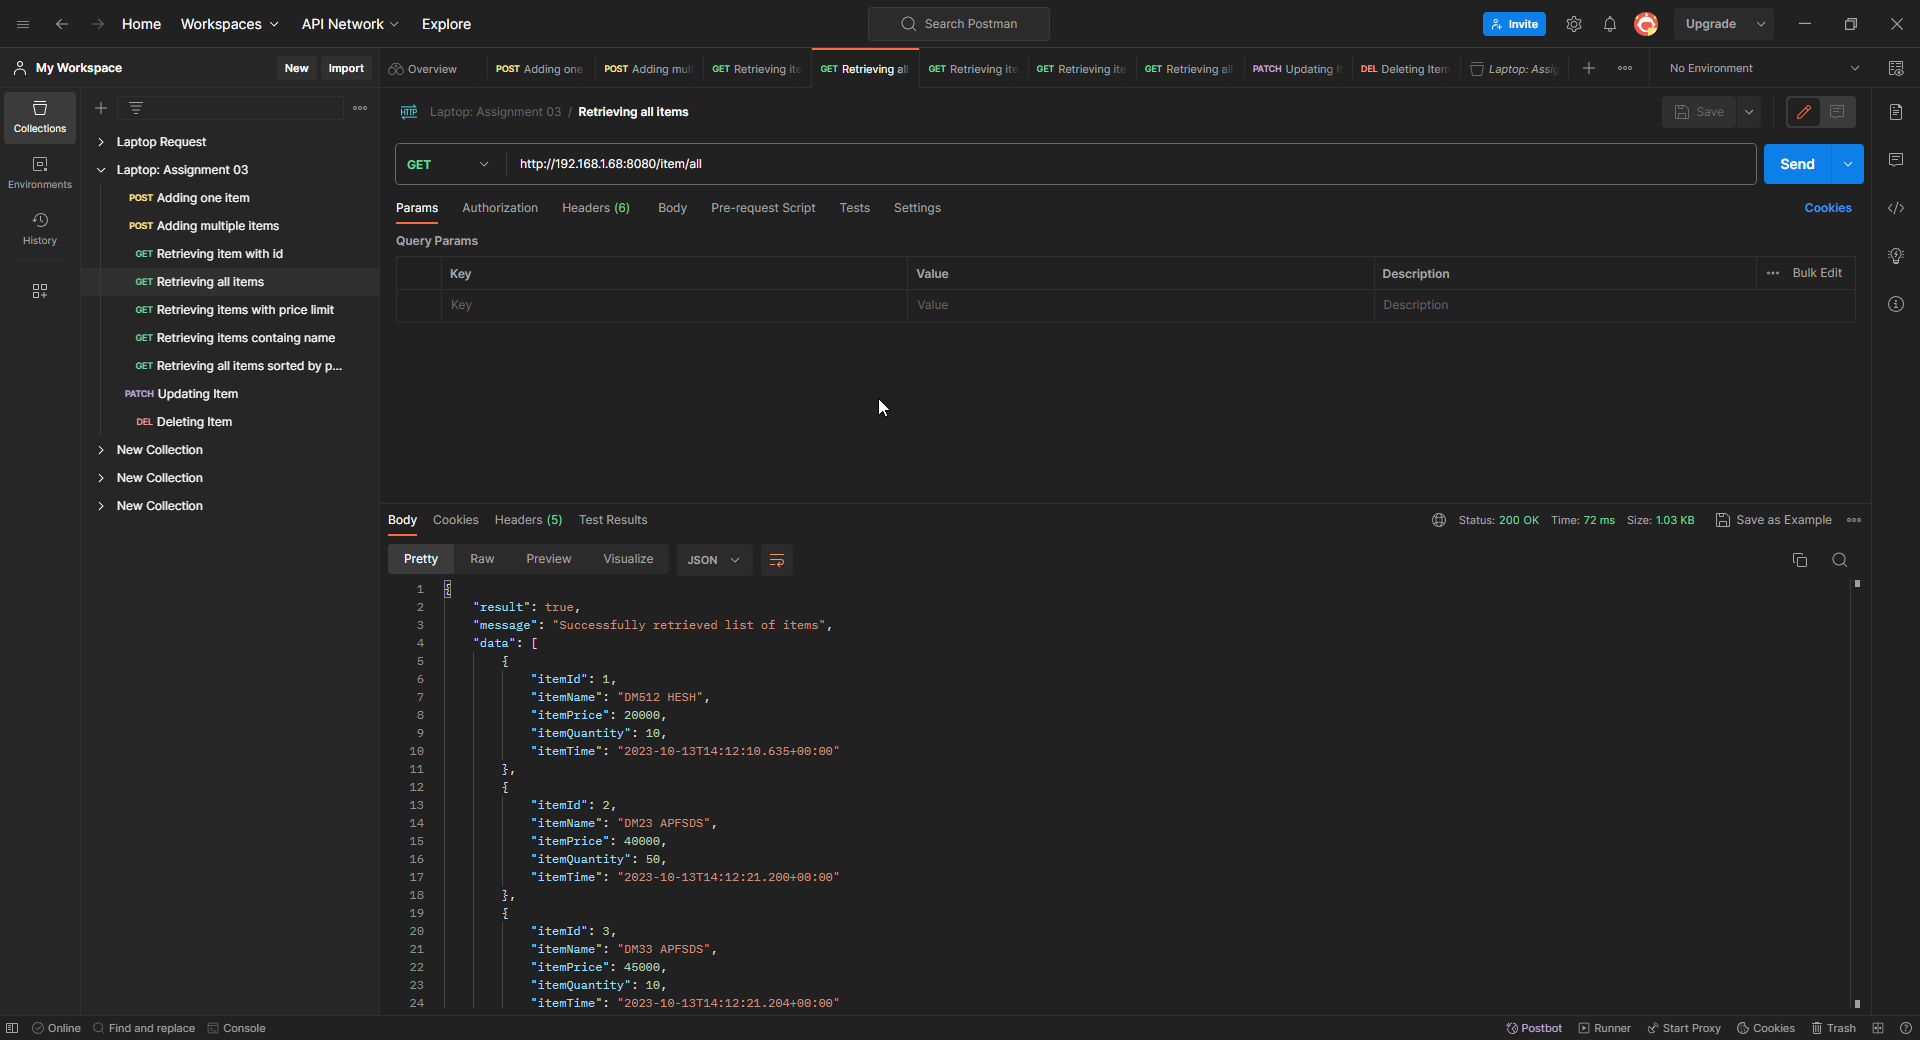 Home Workspaces API Network Explore Search Postman Invite Upgrade
My Workspace New Import Overview POST Adding one POST Adding mul GET Retrieving ite GET Retrieving al GET Retrieving ite GET Retrieving ite GET Retrieving al PATCH Updating I DEL Deleting Item Laptop: Assig No Environment
Collections
Environments
History
Laptop Request
Laptop: Assignment 03
POST Adding one item
POST Adding multiple items
GET Retrieving item with id
GET Retrieving all items
GET Retrieving items with price limit
GET Retrieving items containg name
GET Retrieving all items sorted by p...
PATCH Updating Item
DEL Deleting Item
New Collection
New Collection
New Collection
HTTP Laptop: Assignment 03 / Retrieving all items Save
GET http://192.168.1.68:8080/item/all Send
Params Authorization Headers (6) Body Pre-request Script Tests Settings Cookies
Query Params
Key Value Description Bulk Edit
Key Value Description
Body Cookies Headers (5) Test Results Status: 200 OK Time: 72 ms Size: 1.03 KB Save as Example
Pretty Raw Preview Visualize JSON
1 {
2 "result": true,
3 "message": "Successfully retrieved list of items",
4 "data": [
5 {
6 "itemId": 1,
7 "itemName": "DM512 HESH",
8 "itemPrice": 20000,
9 "itemQuantity": 10,
10 "itemTime": "2023-10-13T14:12:10.635+00:00"
11 },
12 {
13 "itemId": 2,
14 "itemName": "DM23 APFSDS",
15 "itemPrice": 40000,
16 "itemQuantity": 50,
17 "itemTime": "2023-10-13T14:12:21.200+00:00"
18 },
19 {
20 "itemId": 3,
21 "itemName": "DM33 APFSDS",
22 "itemPrice": 45000,
23 "itemQuantity": 10,
24 "itemTime": "2023-10-13T14:12:21.204+00:00"
Online Find and replace Console Postbot Runner Start Proxy Cookies Trash